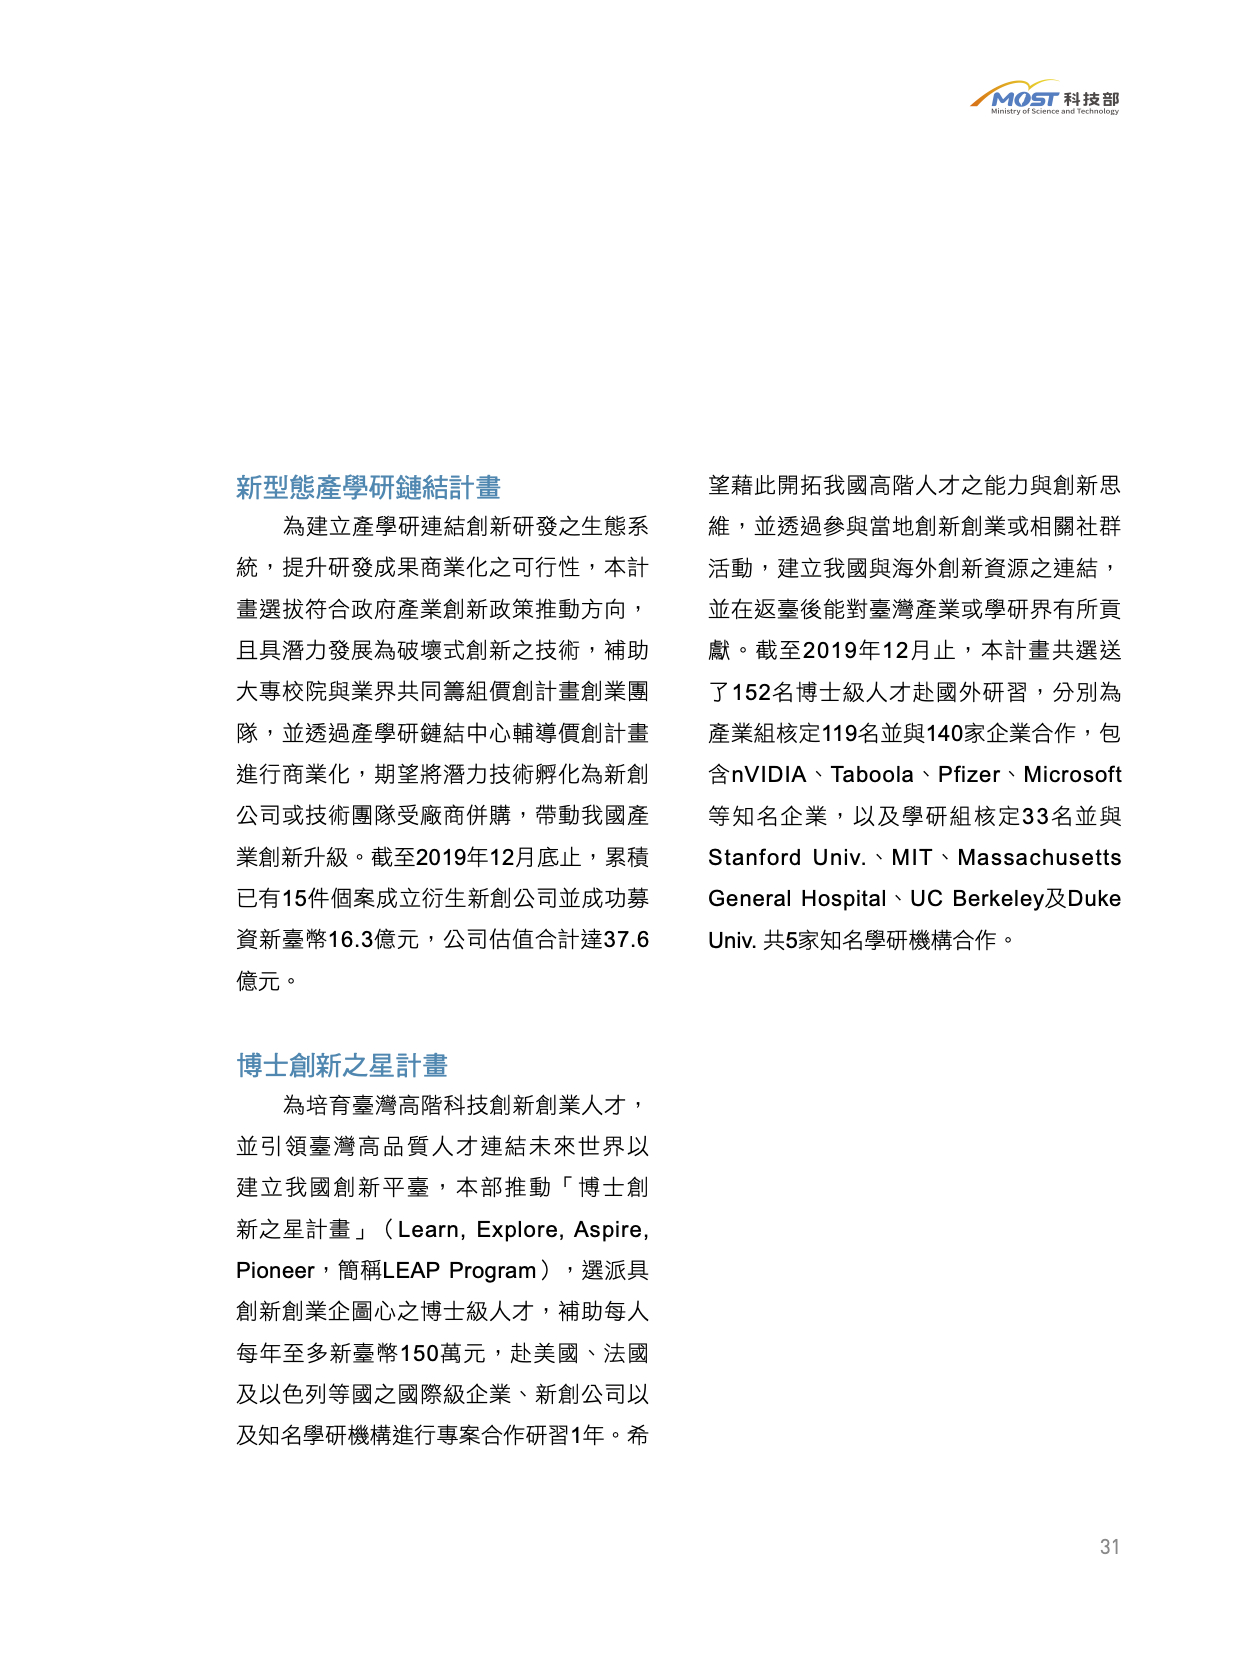 MOST 科技部
Ministry of Science and Technology
新型態產學研鏈結計畫
為建立產學研連結創新研發之生態系
統，提升研發成果商業化之可行性，本計
畫選拔符合政府產業創新政策推動方向，
且具潛力發展為破壞式創新之技術，補助
大專校院與業界共同籌組價創計畫創業團
隊，並透過產學研鏈結中心輔導價創計畫
進行商業化，期望將潛力技術孵化為新創
公司或技術團隊受廠商併購，帶動我國產
業創新升級。截至2019年12月底止，累積
已有15件個案成立衍生新創公司並成功募
資新臺幣16.3億元，公司估值合計達37.6
億元。
博士創新之星計畫
為培育臺灣高階科技創新創業人才，
並引領臺灣高品質人才連結未來世界以
建立我國創新平臺，本部推動「博士創
新之星計畫」（Learn, Explore, Aspire,
Pioneer，簡稱LEAP Program），選派具
創新創業企圖心之博士級人才，補助每人
每年至多新臺幣150萬元，赴美國、法國
及以色列等國之國際級企業、新創公司以
及知名學研機構進行專案合作研習1年。希
望藉此開拓我國高階人才之能力與創新思
維，並透過參與當地創新創業或相關社群
活動，建立我國與海外創新資源之連結，
並在返臺後能對臺灣產業或學研界有所貢
獻。截至2019年12月止，本計畫共選送
了152名博士級人才赴國外研習，分別為
產業組核定119名並與140家企業合作，包
含nVIDIA、Taboola、Pfizer、Microsoft
等知名企業，以及學研組核定33名並與
Stanford Univ.、MIT、Massachusetts
General Hospital、UC Berkeley及Duke
Univ. 共5家知名學研機構合作。
31